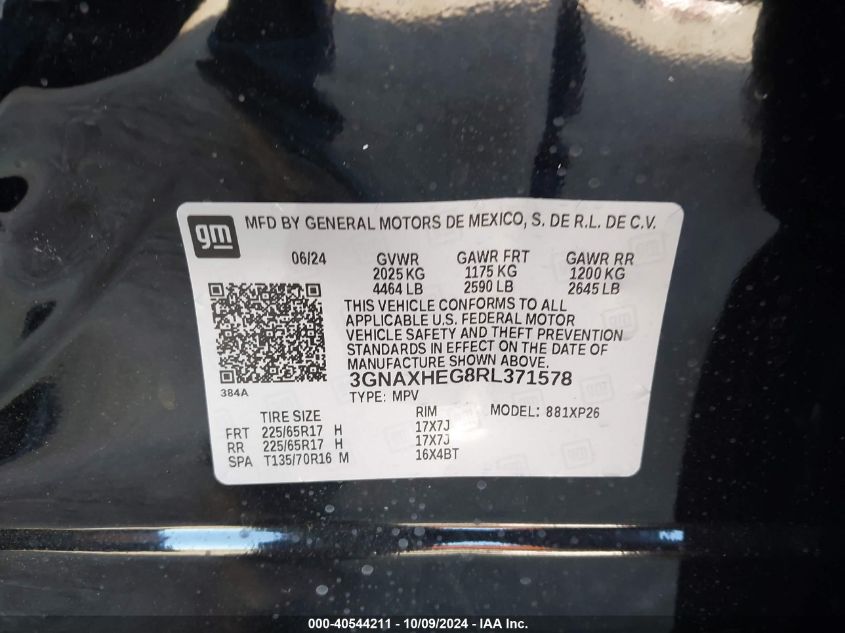 gm
MFD BY GENERAL MOTORS DE MEXICO, S. DE R.L. DE C.V.
06/24 GVWR GAWR FRT GAWR RR
2025 KG 1175 KG 1200 KG
4464 LB 2590 LB 2645 LB
THIS VEHICLE CONFORMS TO ALL
APPLICABLE U.S. FEDERAL MOTOR
VEHICLE SAFETY AND THEFT PREVENTION
STANDARDS IN EFFECT ON THE DATE OF
MANUFACTURE SHOWN ABOVE.
384A
3GNAXHEG8RL371578
TYPE: MPV
TIRE SIZE RIM MODEL: 881XP26
FRT 225/65R17 H 17X7J
RR 225/65R17 H 17X7J
SPA T135/70R16 M 16X4BT
000-40544211 - 10/09/2024 - IAA Inc.